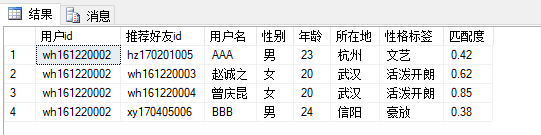 结果 消息
用户id 推荐好友id 用户名 性别 年龄 所在地 性格标签 匹配度
1 wh161220002 hz170201005 AAA 男 23 杭州 文艺 0.42
2 wh161220002 wh161220003 赵诚之 女 20 武汉 活泼开朗 0.62
3 wh161220002 wh161220004 曾庆昆 女 20 武汉 活泼开朗 0.85
4 wh161220002 xy170405006 BBB 男 24 信阳 豪放 0.38